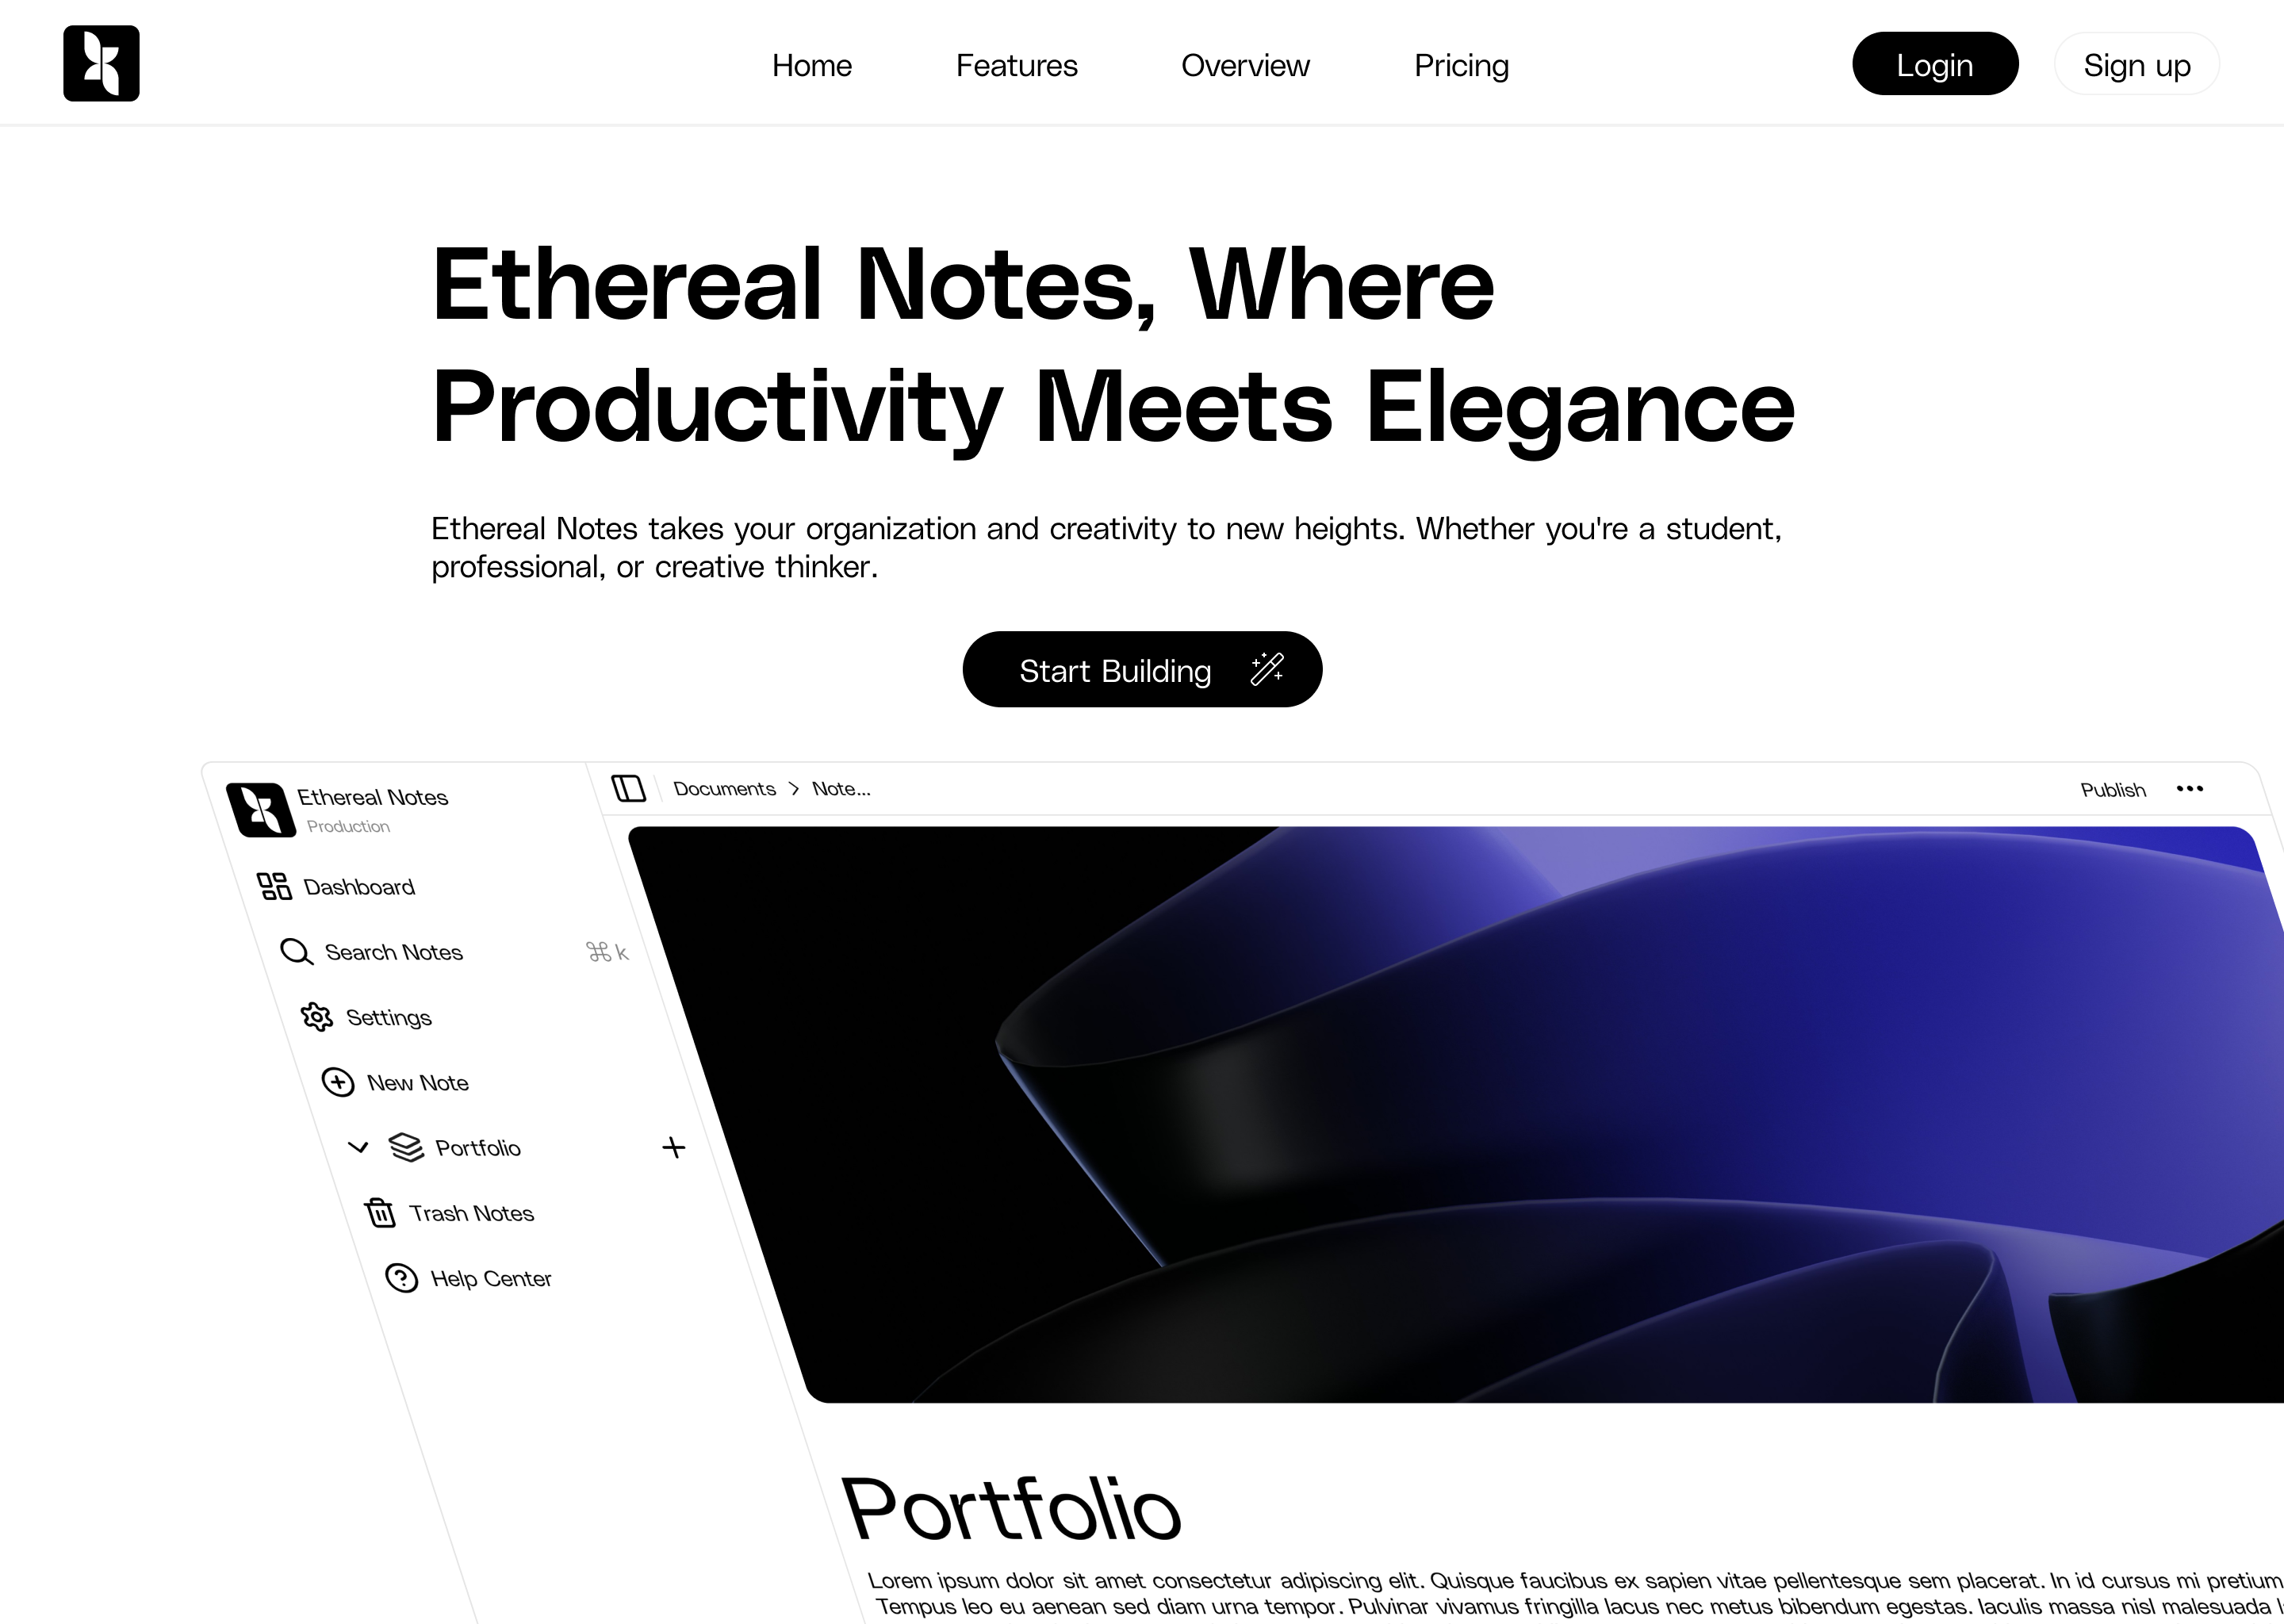 Home Features Overview Pricing Login Sign up
Ethereal Notes, Where
Productivity Meets Elegance
Ethereal Notes takes your organization and creativity to new heights. Whether you're a student,
professional, or creative thinker.
Start Building
Ethereal Notes
Production
Dashboard
Search Notes ⌘ k
Settings
New Note
Portfolio +
Trash Notes
Help Center
Documents > Note...
Publish
Portfolio
Lorem ipsum dolor sit amet consectetur adipiscing elit. Quisque faucibus ex sapien vitae pellentesque sem placerat. In id cursus mi pretium
Tempus leo eu aenean sed diam urna tempor. Pulvinar vivamus fringilla lacus nec metus bibendum egestas. Iaculis massa nisl malesuada